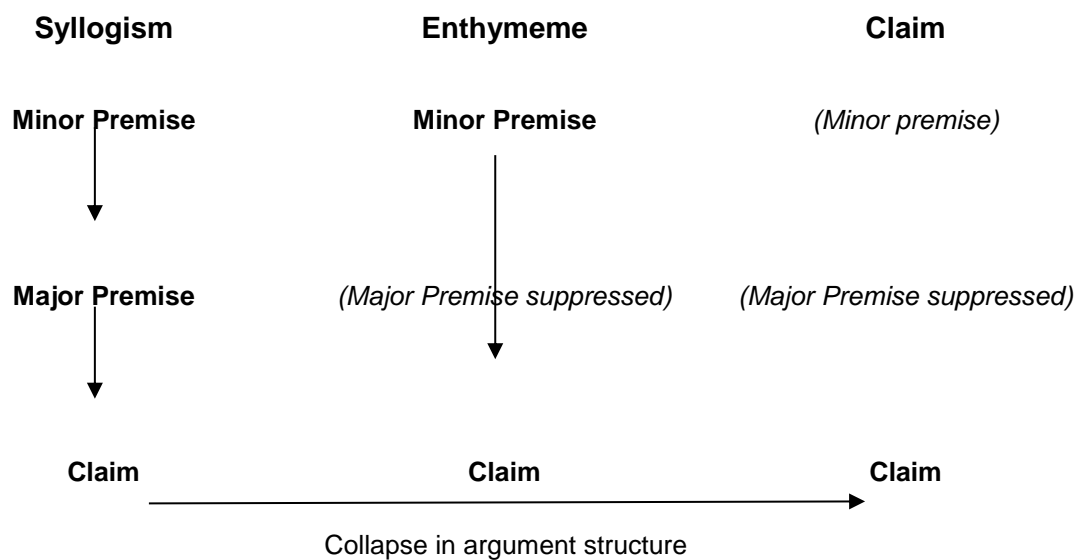 Syllogism Enthymeme Claim
Minor Premise Minor Premise (Minor premise)
Major Premise (Major Premise suppressed) (Major Premise suppressed)
Claim Claim Claim
Collapse in argument structure